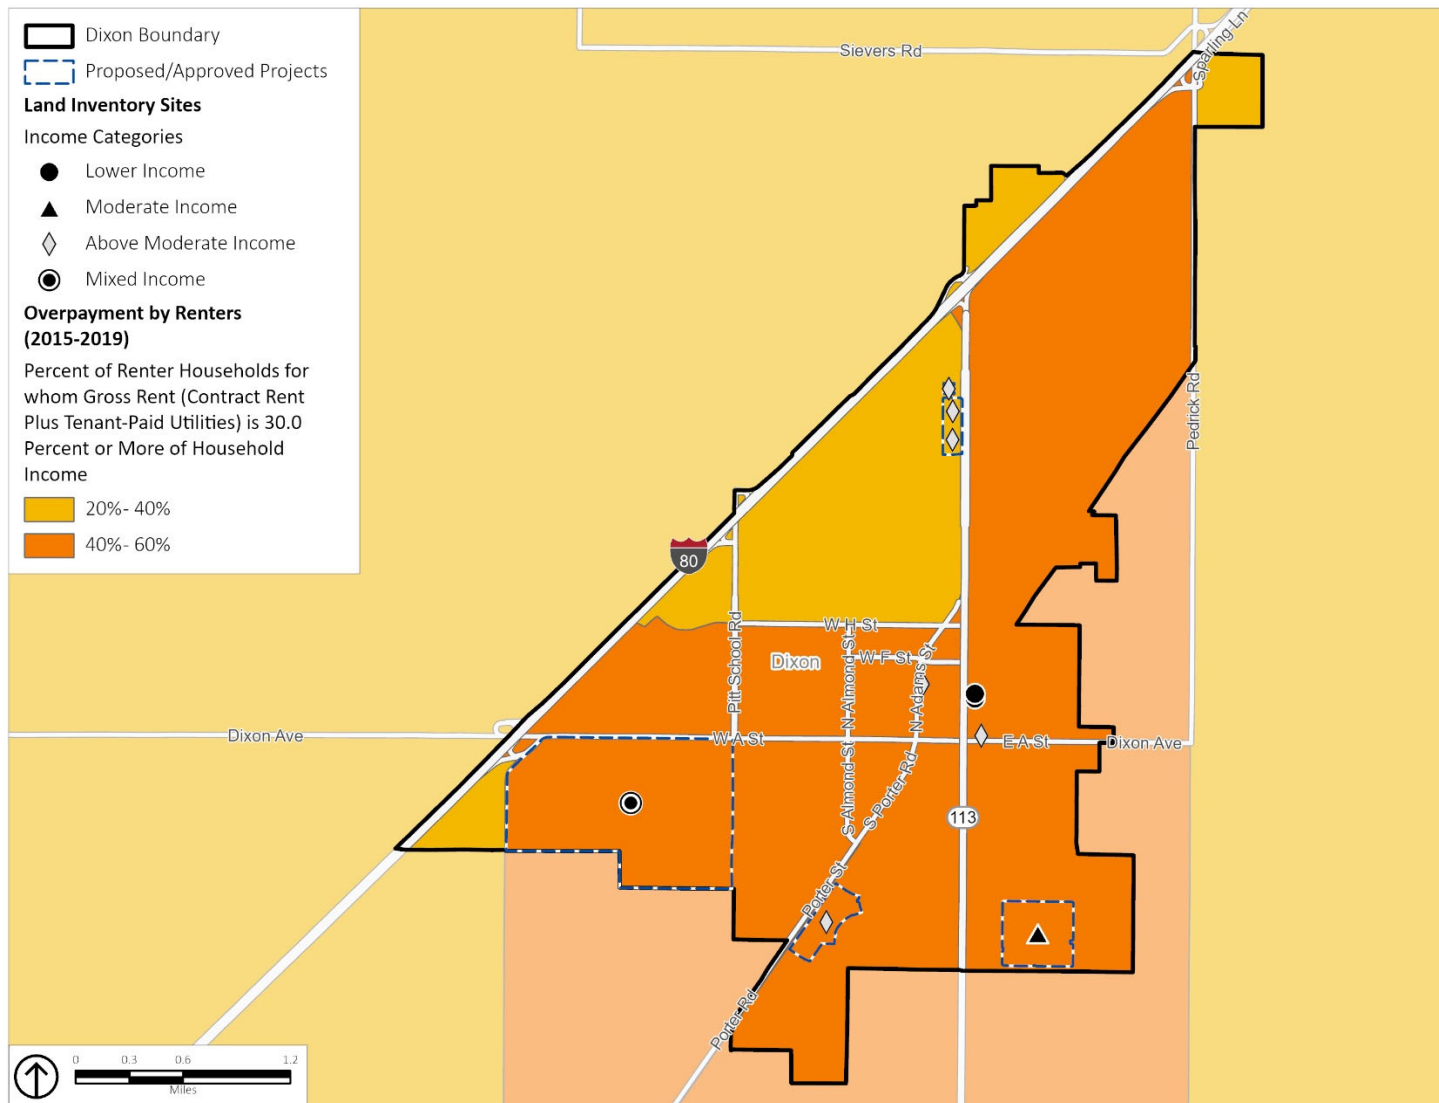 Dixon Boundary
Proposed/Approved Projects
Land Inventory Sites
Income Categories
Lower Income
Moderate Income
Above Moderate Income
Mixed Income
Overpayment by Renters
(2015-2019)
Percent of Renter Households for
whom Gross Rent (Contract Rent
Plus Tenant-Paid Utilities) is 30.0
Percent or More of Household
Income
20%- 40%
40%- 60%
Sievers Rd
Sparling Ln
Pedrick Rd
80
Pitt School Rd
W H St
N Almond St
W F St
N Adams St
Dixon
Dixon Ave
W A St
E A St
Dixon Ave
S Almond St
S Porter Rd
113
Porter St
Porter Rd
0 0.3 0.6 1.2
Miles